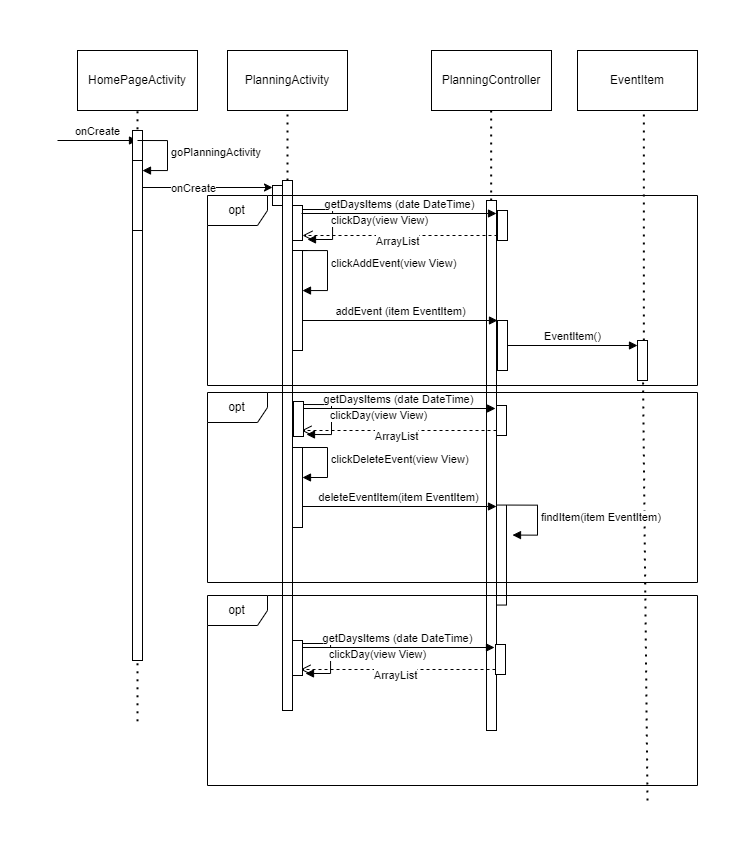 HomePageActivity
PlanningActivity
PlanningController
EventItem
onCreate
goPlanningActivity
onCreate
opt
getDaysItems (date DateTime)
clickDay(view View)
ArrayList
clickAddEvent(view View)
addEvent (item EventItem)
EventItem()
opt
getDaysItems (date DateTime)
clickDay(view View)
ArrayList
clickDeleteEvent(view View)
deleteEventItem(item EventItem)
findItem(item EventItem)
opt
getDaysItems (date DateTime)
clickDay(view View)
ArrayList